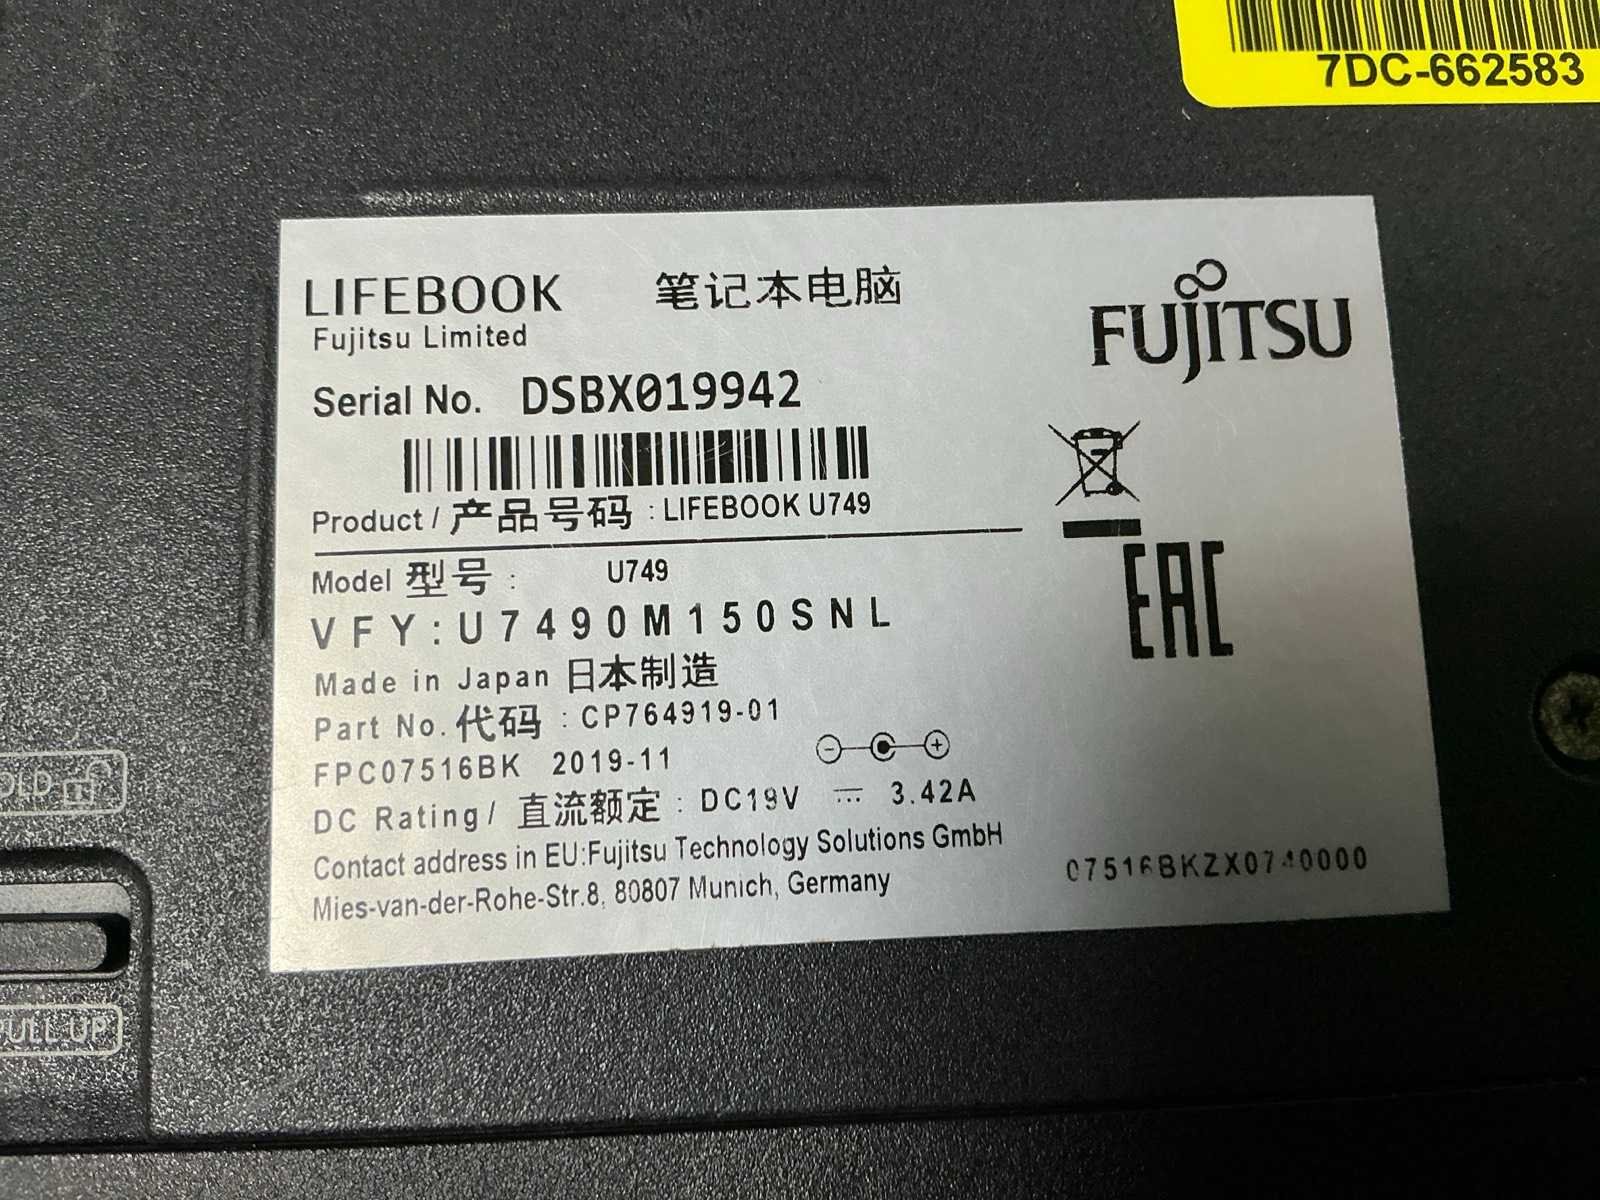 7DC-662583
LIFEBOOK 笔记本电脑
FUJITSU
Fujitsu Limited
Serial No. DSBX019942
Product / 产品号码 : LIFEBOOK U749
Model 型号 : U749
VFY:U7490M150SNL
EAC
Made in Japan 日本制造
Part No. 代码 : CP764919-01
FPC07516BK 2019-11
DC Rating/ 直流额定 : DC19V ⎓ 3.42A
Contact address in EU:Fujitsu Technology Solutions GmbH
Mies-van-der-Rohe-Str.8, 80807 Munich, Germany
07516BKZX0740000
PULL UP